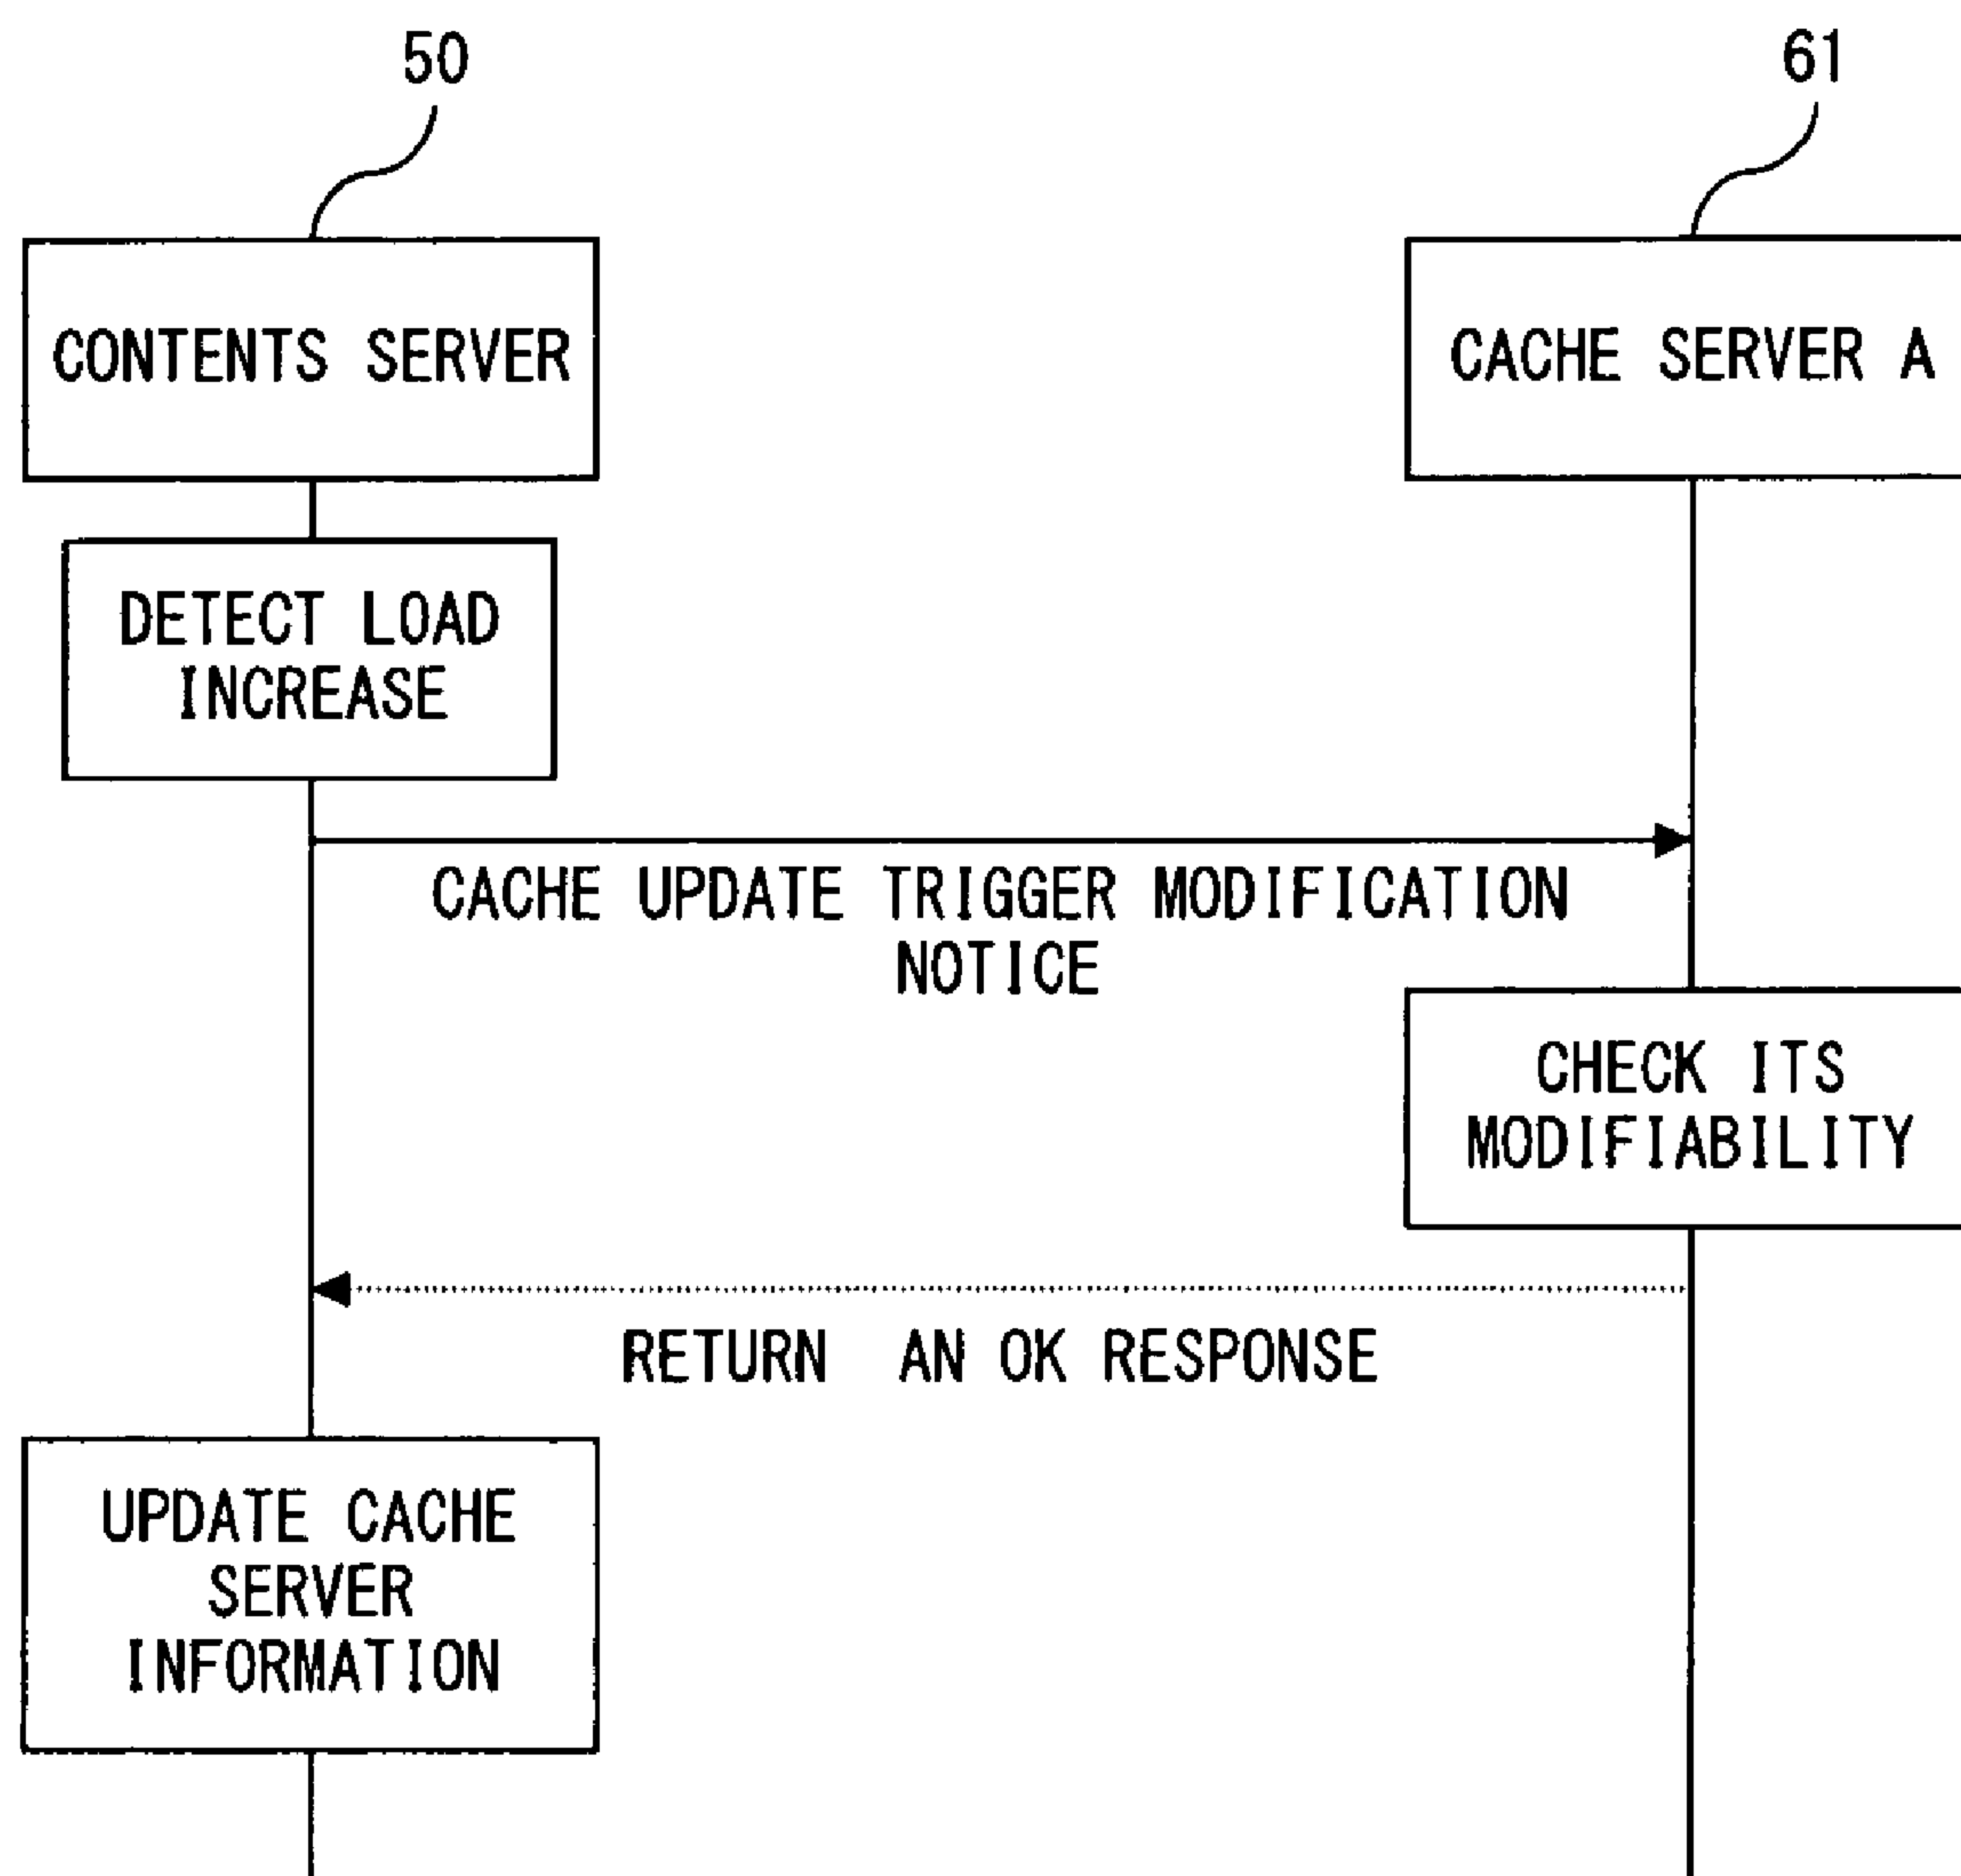 50
61
CONTENTS SERVER
CACHE SERVER A
DETECT LOAD
INCREASE
CACHE UPDATE TRIGGER MODIFICATION
NOTICE
CHECK ITS
MODIFIABILITY
RETURN AN OK RESPONSE
UPDATE CACHE
SERVER
INFORMATION